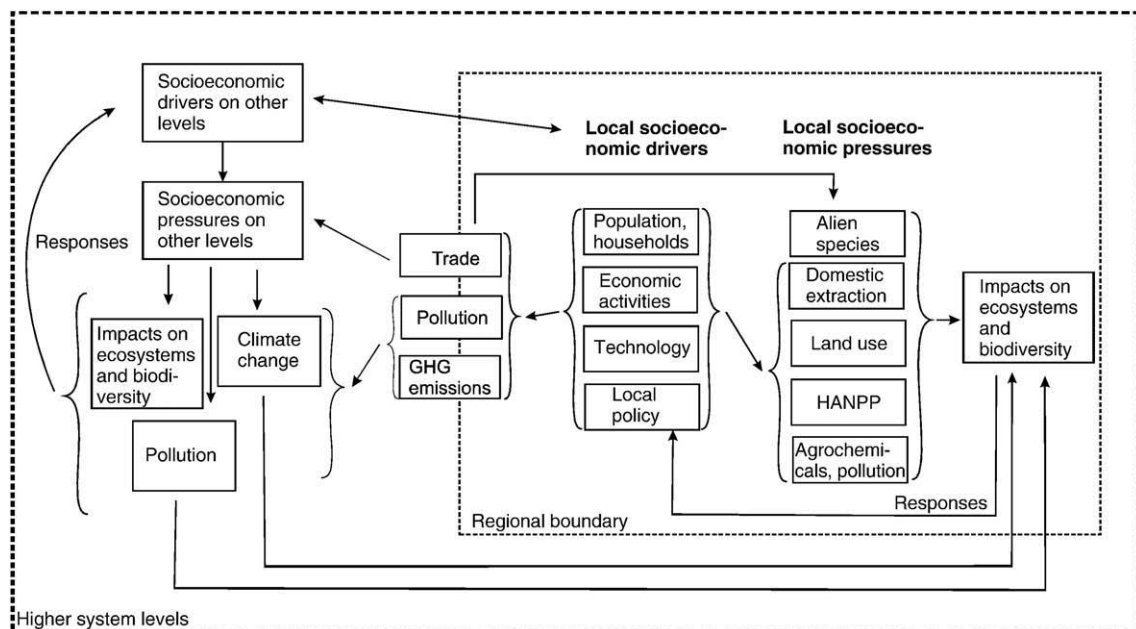 Socioeconomic
drivers on other
levels
Socioeconomic
pressures on
other levels
Responses
Impacts on
ecosystems
and biodi-
versity
Climate
change
Pollution
Trade
Pollution
GHG
emissions
Local socioeco-
nomic drivers
Population,
households
Economic
activities
Technology
Local
policy
Local socioeco-
nomic pressures
Alien
species
Domestic
extraction
Land use
HANPP
Agrochemi-
cals, pollution
Impacts on
ecosystems
and
biodiversity
Responses
Regional boundary
Higher system levels